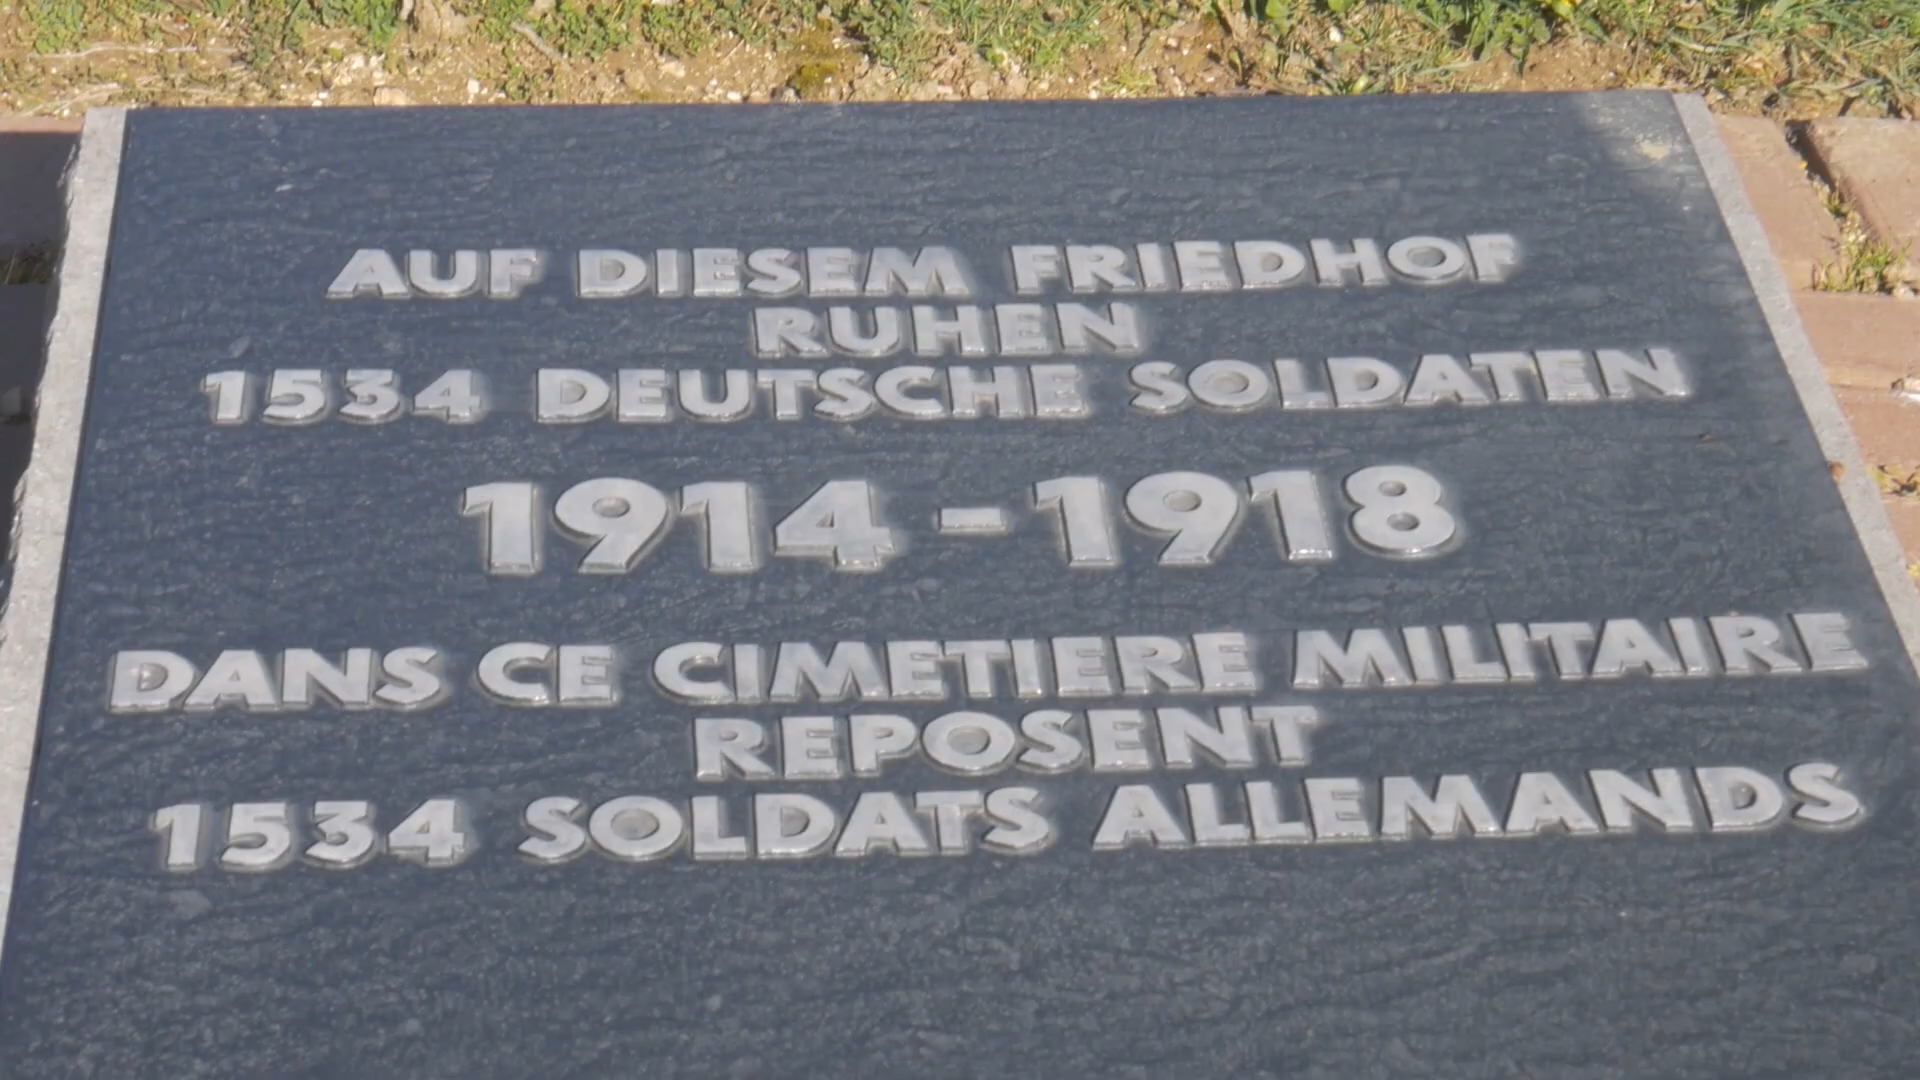 AUF DIESEM FRIEDHOF
RUHEN
1534 DEUTSCHE SOLDATEN
1914-1918
DANS CE CIMETIERE MILITAIRE
REPOSENT
1534 SOLDATS ALLEMANDS